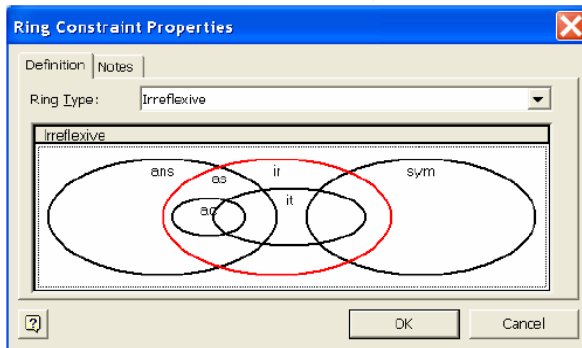 Ring Constraint Properties
Definition Notes
Ring Type: Irreflexive
Irreflexive
ans as ir sym
ac it
?
OK Cancel